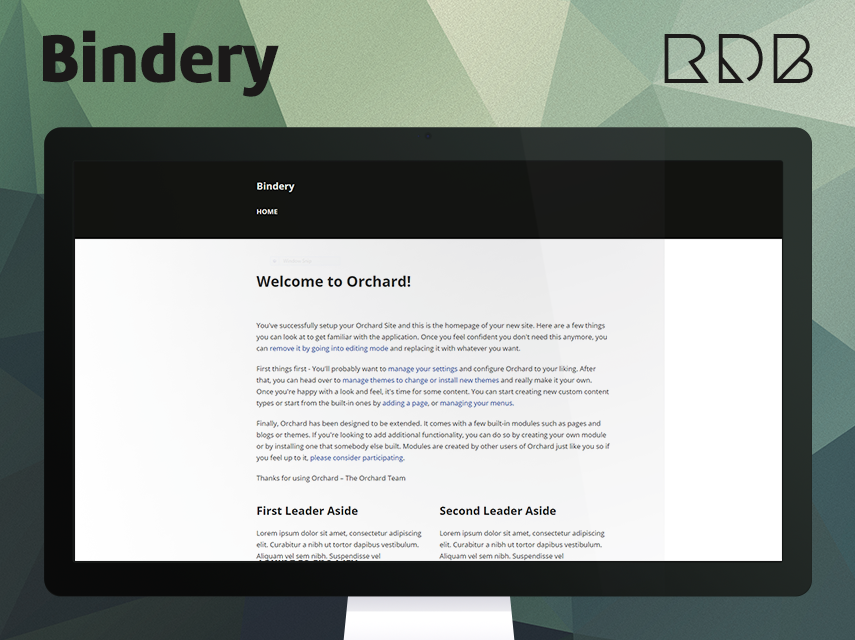 Bindery
RDB
Bindery
HOME
Welcome to Orchard!
You've successfully setup your Orchard Site and this is the homepage of your new site. Here are a few things
you can look at to get familiar with the application. Once you feel confident you don't need this anymore, you
can remove it by going into editing mode and replacing it with whatever you want.
First things first - You'll probably want to manage your settings and configure Orchard to your liking. After
that, you can head over to manage themes to change or install new themes and really make it your own.
Once you're happy with a look and feel, it's time for some content. You can start creating new custom content
types or start from the built-in ones by adding a page, or managing your menus.
Finally, Orchard has been designed to be extended. It comes with a few built-in modules such as pages and
blogs or themes. If you're looking to add additional functionality, you can do so by creating your own module
or by installing one that somebody else built. Modules are created by other users of Orchard just like you so if
you feel up to it, please consider participating.
Thanks for using Orchard – The Orchard Team
First Leader Aside
Second Leader Aside
Lorem ipsum dolor sit amet, consectetur adipiscing
elit. Curabitur a nibh ut tortor dapibus vestibulum.
Aliquam vel sem nibh. Suspendisse vel
Lorem ipsum dolor sit amet, consectetur adipiscing
elit. Curabitur a nibh ut tortor dapibus vestibulum.
Aliquam vel sem nibh. Suspendisse vel